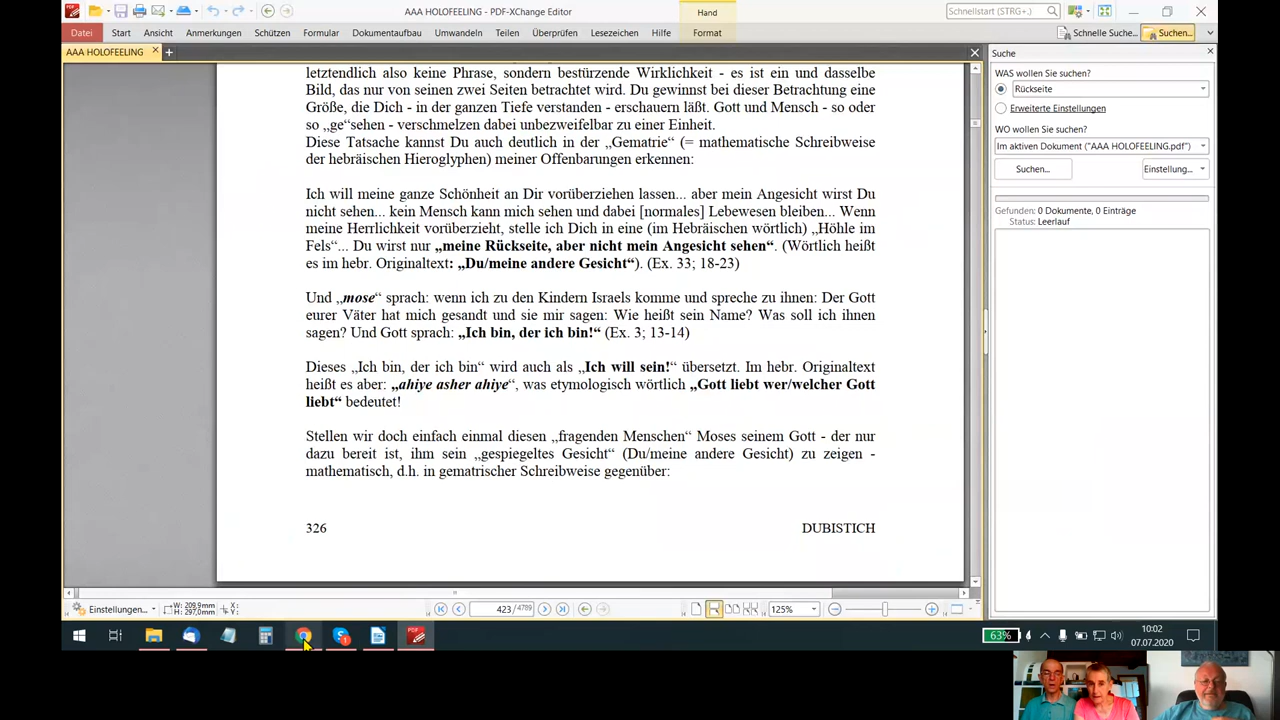 AAA HOLOFEELING - PDF-XChange Editor
Hand
Schnellstart (STRG+.)
Datei Start Ansicht Anmerkungen Schützen Formular Dokumentaufbau Umwandeln Teilen Überprüfen Lesezeichen Hilfe Format
Schnelle Suche... Suchen...
AAA HOLOFEELING
letztendlich also keine Phrase, sondern bestürzende Wirklichkeit - es ist ein und dasselbe
Bild, das nur von seinen zwei Seiten betrachtet wird. Du gewinnst bei dieser Betrachtung eine
Größe, die Dich - in der ganzen Tiefe verstanden - erschauern läßt. Gott und Mensch - so oder
so „ge“sehen - verschmelzen dabei unbezweifelbar zu einer Einheit.
Diese Tatsache kannst Du auch deutlich in der „Gematrie“ (= mathematische Schreibweise
der hebräischen Hieroglyphen) meiner Offenbarungen erkennen:
Ich will meine ganze Schönheit an Dir vorüberziehen lassen... aber mein Angesicht wirst Du
nicht sehen... kein Mensch kann mich sehen und dabei [normales] Lebewesen bleiben... Wenn
meine Herrlichkeit vorüberzieht, stelle ich Dich in eine (im Hebräischen wörtlich) „Höhle im
Fels“... Du wirst nur „meine Rückseite, aber nicht mein Angesicht sehen“. (Wörtlich heißt
es im hebr. Originaltext: „Du/meine andere Gesicht“). (Ex. 33; 18-23)
Und „mose“ sprach: wenn ich zu den Kindern Israels komme und spreche zu ihnen: Der Gott
eurer Väter hat mich gesandt und sie mir sagen: Wie heißt sein Name? Was soll ich ihnen
sagen? Und Gott sprach: „Ich bin, der ich bin!“ (Ex. 3; 13-14)
Dieses „Ich bin, der ich bin“ wird auch als „Ich will sein!“ übersetzt. Im hebr. Originaltext
heißt es aber: „ahiye asher ahiye“, was etymologisch wörtlich „Gott liebt wer/welcher Gott
liebt“ bedeutet!
Stellen wir doch einfach einmal diesen „fragenden Menschen“ Moses seinem Gott - der nur
dazu bereit ist, ihm sein „gespiegeltes Gesicht“ (Du/meine andere Gesicht) zu zeigen -
mathematisch, d.h. in gematrischer Schreibweise gegenüber:
326 DUBISTICH
Suche
WAS wollen Sie suchen?
Rückseite
Erweiterte Einstellungen
WO wollen Sie suchen?
Im aktiven Dokument ("AAA HOLOFEELING.pdf")
Suchen... Einstellung...
Gefunden: 0 Dokumente, 0 Einträge
Status: Leerlauf
Einstellungen... W: 209,9mm X:
H: 297,0mm Y:
423 / 4789
125%
63%
10:02
07.07.2020